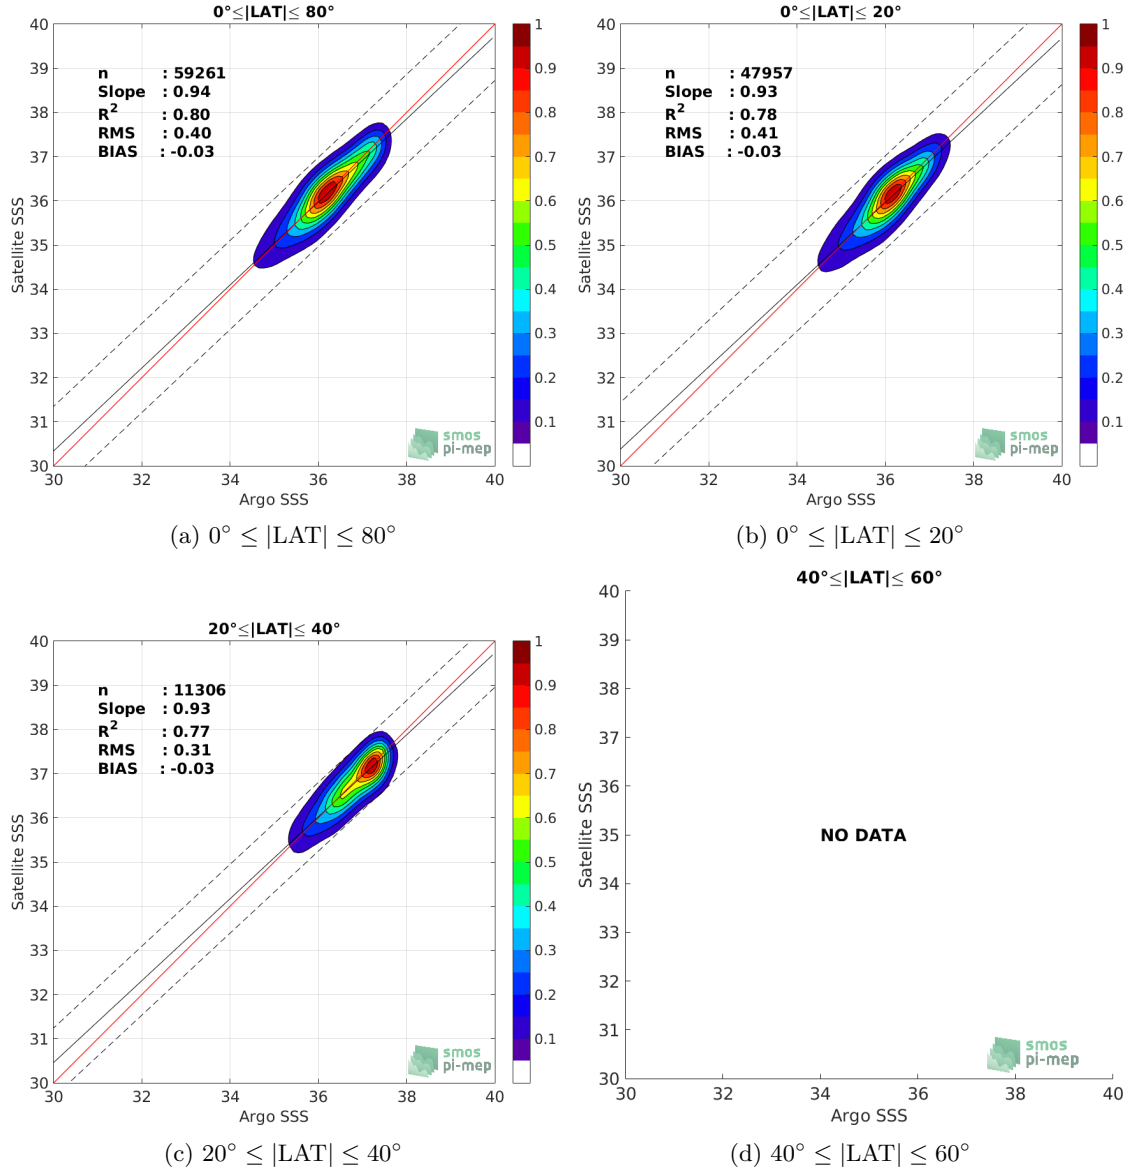 0°≤|LAT|≤ 80°
40
39
38
37
36
35
34
33
32
31
30
30
32
34
36
38
40
Satellite SSS
Argo SSS
n : 59261
Slope : 0.94
R² : 0.80
RMS : 0.40
BIAS : -0.03
smos
pi-mep
1
0.9
0.8
0.7
0.6
0.5
0.4
0.3
0.2
0.1
(a) 0° ≤ |LAT| ≤ 80°
0°≤|LAT|≤ 20°
40
39
38
37
36
35
34
33
32
31
30
30
32
34
36
38
40
Satellite SSS
Argo SSS
n : 47957
Slope : 0.93
R² : 0.78
RMS : 0.41
BIAS : -0.03
smos
pi-mep
1
0.9
0.8
0.7
0.6
0.5
0.4
0.3
0.2
0.1
(b) 0° ≤ |LAT| ≤ 20°
20°≤|LAT|≤ 40°
40
39
38
37
36
35
34
33
32
31
30
30
32
34
36
38
40
Satellite SSS
Argo SSS
n : 11306
Slope : 0.93
R² : 0.77
RMS : 0.31
BIAS : -0.03
smos
pi-mep
1
0.9
0.8
0.7
0.6
0.5
0.4
0.3
0.2
0.1
(c) 20° ≤ |LAT| ≤ 40°
40°≤|LAT|≤ 60°
40
39
38
37
36
35
34
33
32
31
30
30
32
34
36
38
40
Satellite SSS
Argo SSS
NO DATA
smos
pi-mep
(d) 40° ≤ |LAT| ≤ 60°